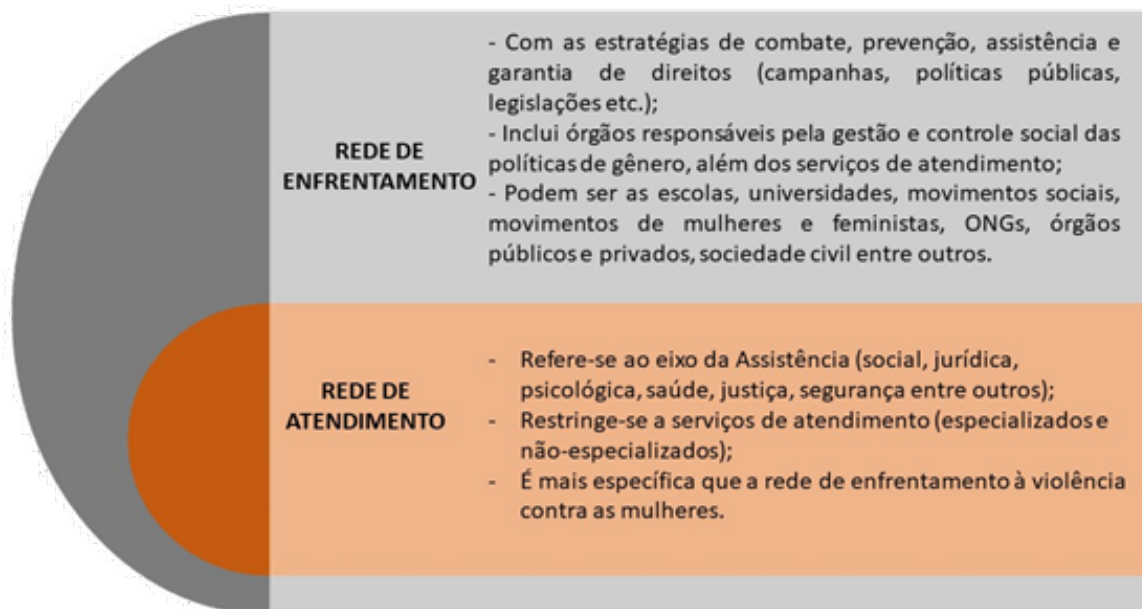 REDE DE
ENFRENTAMENTO
- Com as estratégias de combate, prevenção, assistência e
garantia de direitos (campanhas, políticas públicas,
legislações etc.);
- Inclui órgãos responsáveis pela gestão e controle social das
políticas de gênero, além dos serviços de atendimento;
- Podem ser as escolas, universidades, movimentos sociais,
movimentos de mulheres e feministas, ONGs, órgãos
públicos e privados, sociedade civil entre outros.
REDE DE
ATENDIMENTO
- Refere-se ao eixo da Assistência (social, jurídica,
psicológica, saúde, justiça, segurança entre outros);
- Restringe-se a serviços de atendimento (especializados e
não-especializados);
- É mais específica que a rede de enfrentamento à violência
contra as mulheres.